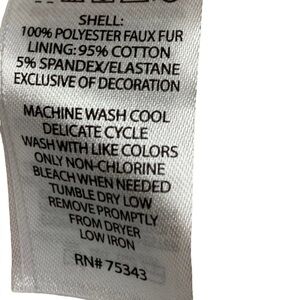 SHELL:
100% POLYESTER FAUX FUR
LINING: 95% COTTON
5% SPANDEX/ELASTANE
EXCLUSIVE OF DECORATION
MACHINE WASH COOL
DELICATE CYCLE
WASH WITH LIKE COLORS
ONLY NON-CHLORINE
BLEACH WHEN NEEDED
TUMBLE DRY LOW
REMOVE PROMPTLY
FROM DRYER
LOW IRON
RN# 75343